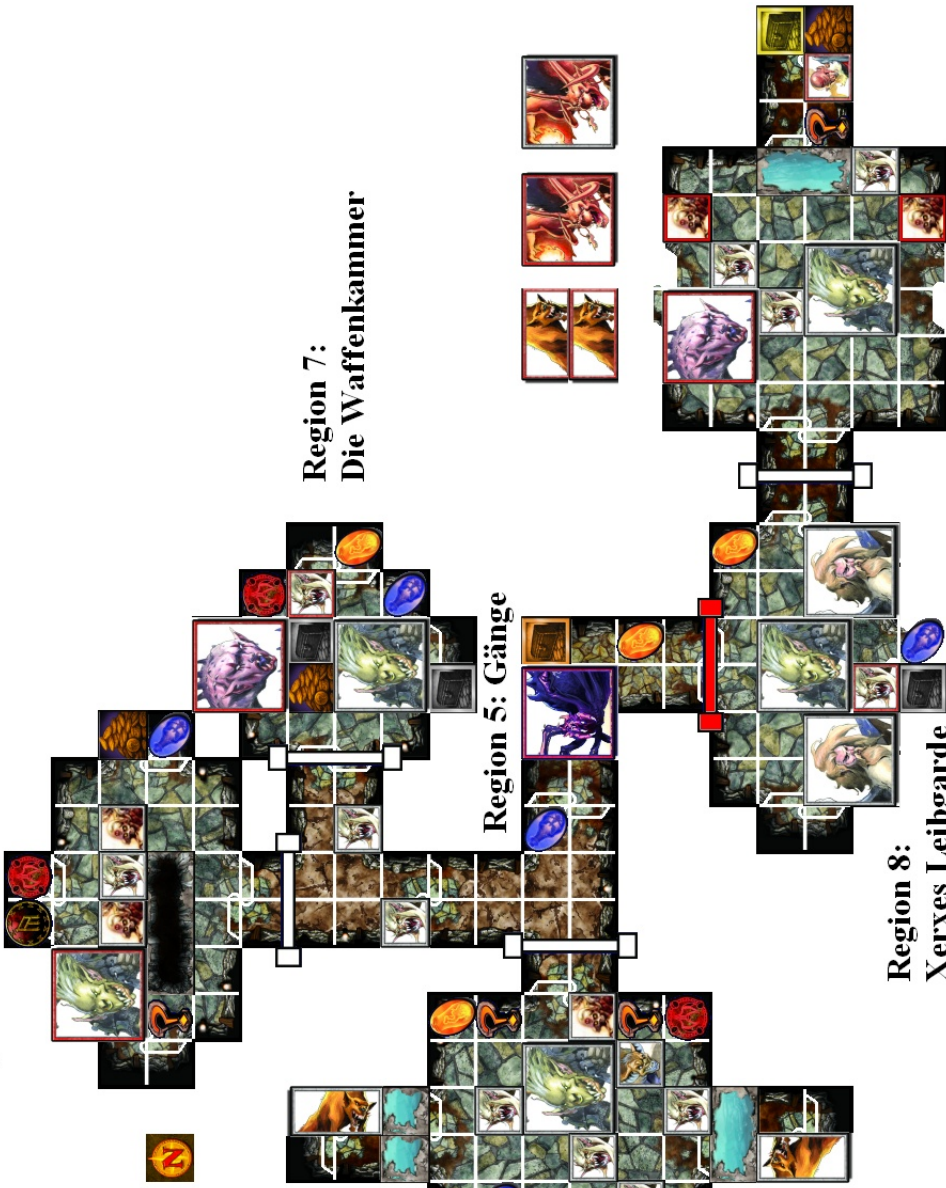 Region 7:
Die Waffenkammer
Region 5: Gänge
Region 8:
Xerxes Leibgarde
N